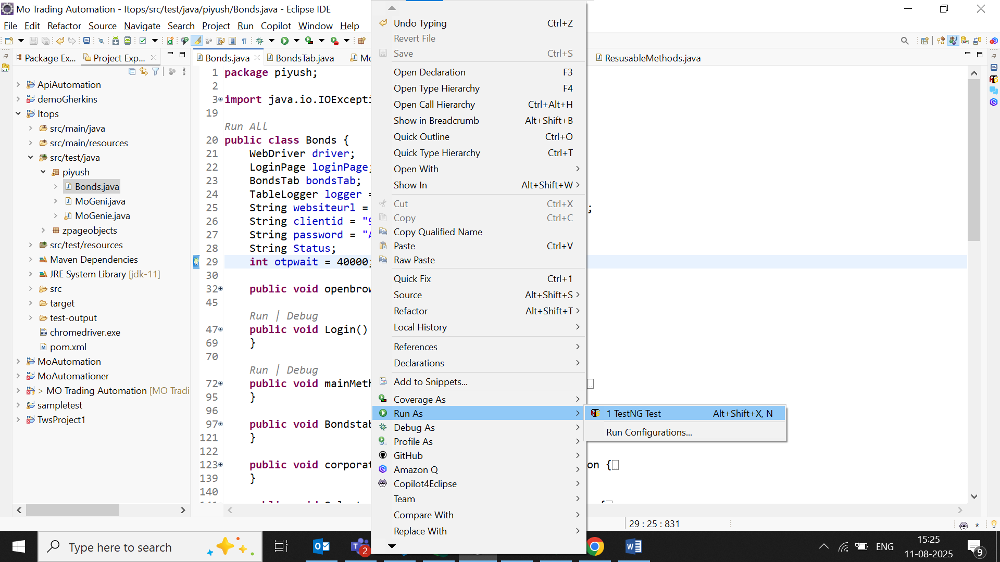 Mo Trading Automation - Itops/src/test/java/piyush/Bonds.java - Eclipse IDE
File Edit Refactor Source Navigate Search Project Run Copilot Window Help
Package Ex...
Project Exp...
ApiAutomation
demoGherkins
Itops
src/main/java
src/main/resources
src/test/java
piyush
Bonds.java
MoGeni.java
MoGenie.java
zpageobjects
src/test/resources
Maven Dependencies
JRE System Library [jdk-11]
src
target
test-output
chromedriver.exe
pom.xml
MoAutomation
MoAutomationer
> MO Trading Automation [MO Tradi
sampletest
TwsProject1
Bonds.java
BondsTab.java
Mo
ResusableMethods.java
1 package piyush;
2
3 import java.io.IOExcepti
19
Run All
20 public class Bonds {
21 WebDriver driver;
22 LoginPage loginPage;
23 BondsTab bondsTab;
24 TableLogger logger =
25 String websiteurl = ;
26 String clientid = "9
27 String password = "A
28 String Status;
29 int otpwait = 40000;
30
32 public void openbrow
45
Run | Debug
47 public void Login()
69 }
70
Run | Debug
72 public void mainMeth
95 }
96
97 public void Bondstab
121 }
122
123 public void corporat on {
139 }
140
Undo Typing Ctrl+Z
Revert File
Save Ctrl+S
Open Declaration F3
Open Type Hierarchy F4
Open Call Hierarchy Ctrl+Alt+H
Show in Breadcrumb Alt+Shift+B
Quick Outline Ctrl+O
Quick Type Hierarchy Ctrl+T
Open With
Show In Alt+Shift+W
Cut Ctrl+X
Copy Ctrl+C
Copy Qualified Name
Paste Ctrl+V
Raw Paste
Quick Fix Ctrl+1
Source Alt+Shift+S
Refactor Alt+Shift+T
Local History
References
Declarations
Add to Snippets...
Coverage As
Run As
Debug As
Profile As
GitHub
Amazon Q
Copilot4Eclipse
Team
Compare With
Replace With
1 TestNG Test Alt+Shift+X, N
Run Configurations...
29 : 25 : 831
Type here to search
2
ENG
15:25
11-08-2025
9